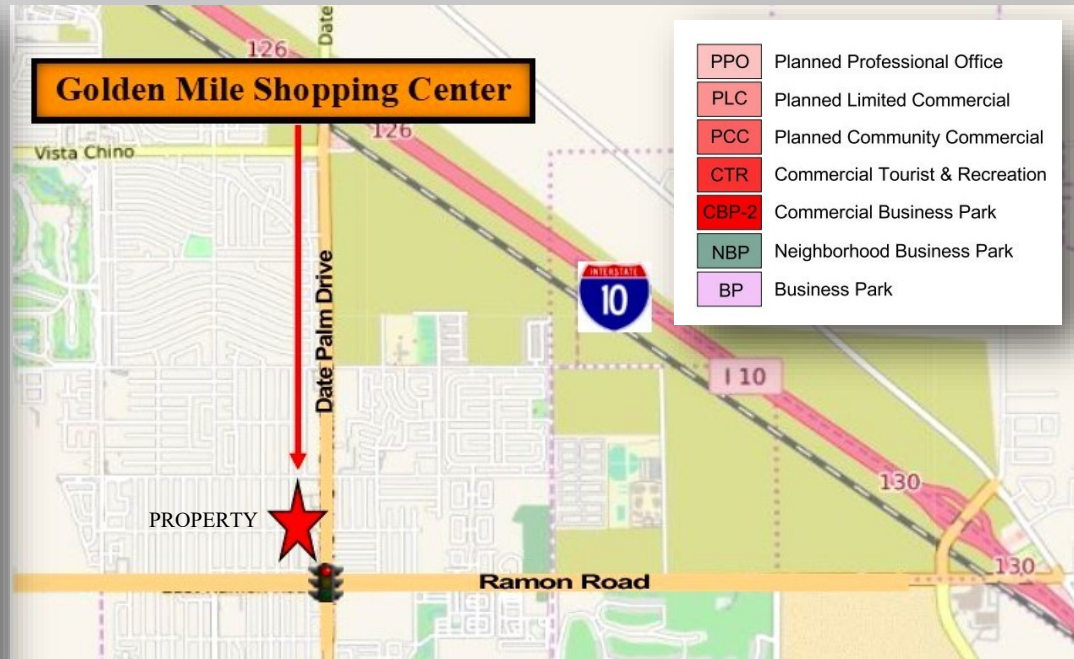 Date
126
Golden Mile Shopping Center
126
Vista Chino
PPO Planned Professional Office
PLC Planned Limited Commercial
PCC Planned Community Commercial
CTR Commercial Tourist & Recreation
CBP-2 Commercial Business Park
NBP Neighborhood Business Park
BP Business Park
INTERSTATE
10
Date Palm Drive
I 10
130
PROPERTY
130
Ramon Road